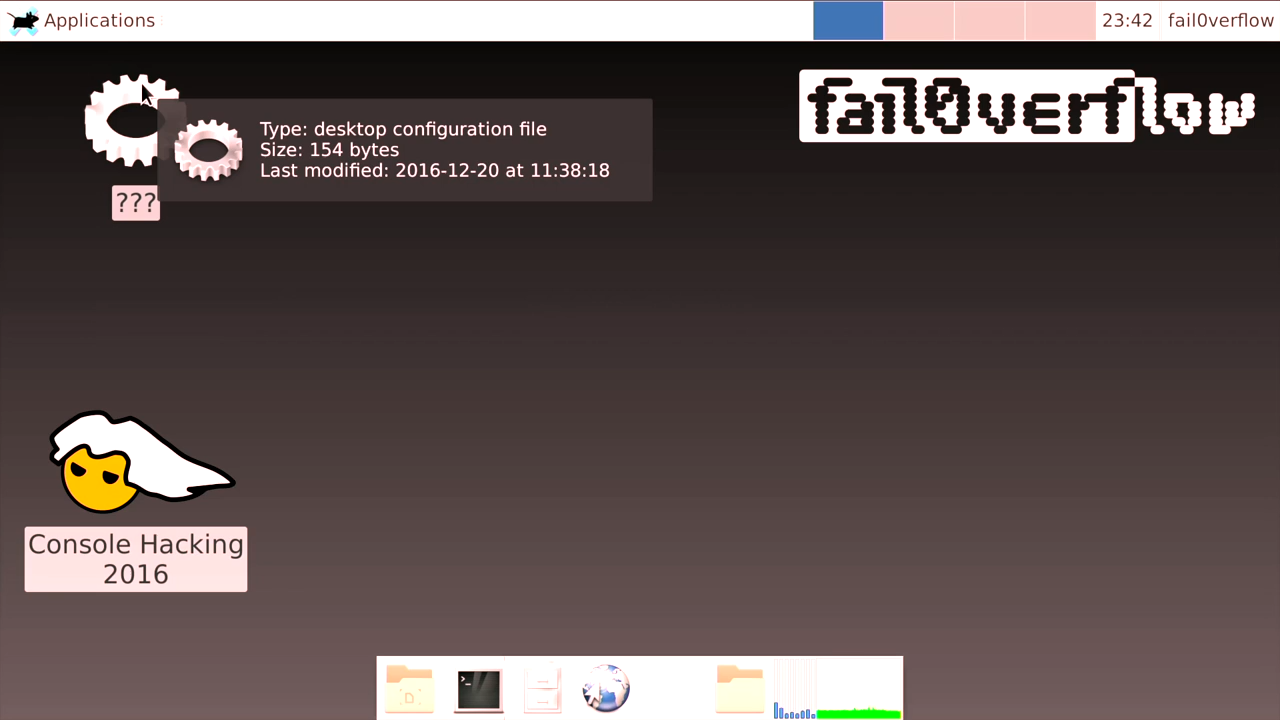 Applications
23:42
fail0verflow
fail0verflow
Type: desktop configuration file
Size: 154 bytes
Last modified: 2016-12-20 at 11:38:18
???
Console Hacking
2016
>_